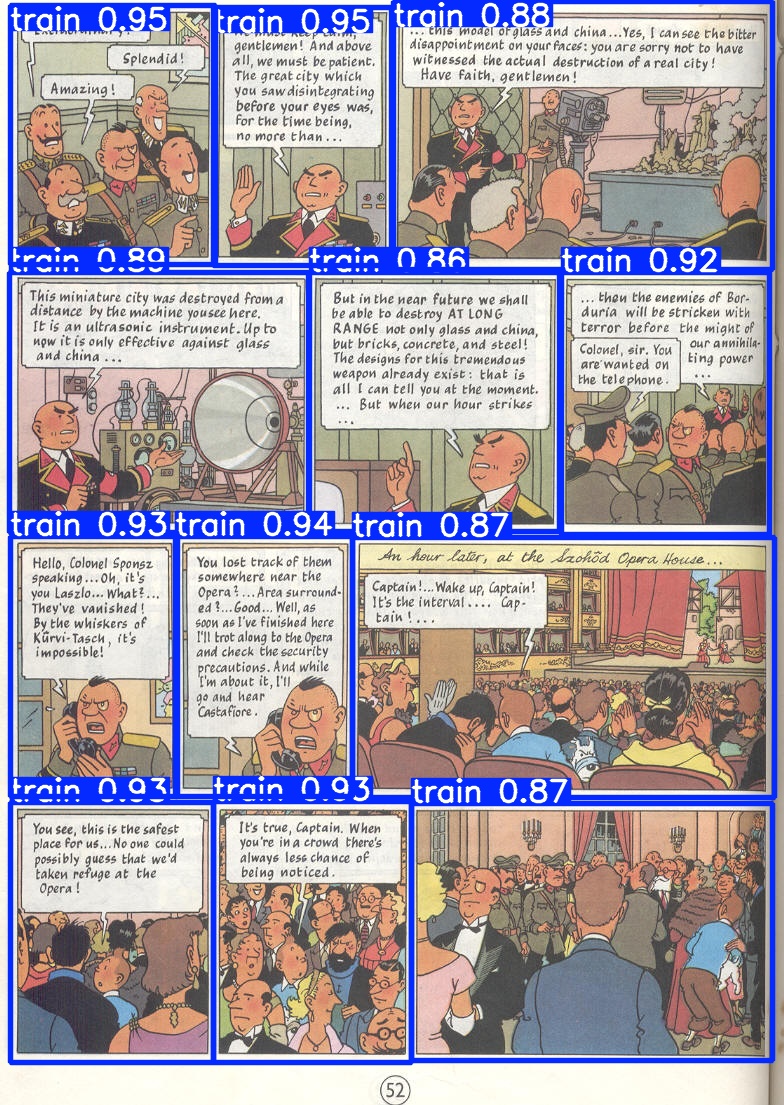 train 0.95
Extraordinary!
Splendid!
Amazing!
train 0.95
we must keep calm,
gentlemen! And above
all, we must be patient.
The great city which
you saw disintegrating
before your eyes was,
for the time being,
no more than ...
train 0.88
... this model of glass and china...Yes, I can see the bitter
disappointment on your faces: you are sorry not to have
witnessed the actual destruction of a real city!
Have faith, gentlemen!
train 0.89
This miniature city was destroyed from a
distance by the machine you see here.
It is an ultrasonic instrument. Up to
now it is only effective against glass
and china ...
train 0.86
But in the near future we shall
be able to destroy AT LONG
RANGE not only glass and china,
but bricks, concrete, and steel!
The designs for this tremendous
weapon already exist: that is
all I can tell you at the moment.
... But when our hour strikes
...
train 0.92
... then the enemies of Bor-
duria will be stricken with
terror before the might of
our annihila-
ting power
...
Colonel, sir. You
are wanted on
the telephone.
train 0.93
Hello, Colonel Sponsz
speaking...Oh, it's
you Laszlo... What?...
They've vanished!
By the whiskers of
Kûrvi-Tasch, it's
impossible!
train 0.94
You lost track of them
somewhere near the
Opera?...Area surround-
ed?...Good... Well, as
soon as I've finished here
I'll trot along to the Opera
and check the security
precautions. And while
I'm about it, I'll
go and hear
Castafiore.
train 0.87
An hour later, at the Szohôd Opera House...
Captain!...Wake up, Captain!
It's the interval .... Cap-
tain!...
train 0.93
You see, this is the safest
place for us...No one could
possibly guess that we'd
taken refuge at the
Opera!
train 0.93
It's true, Captain. When
you're in a crowd there's
always less chance of
being noticed.
train 0.87
52